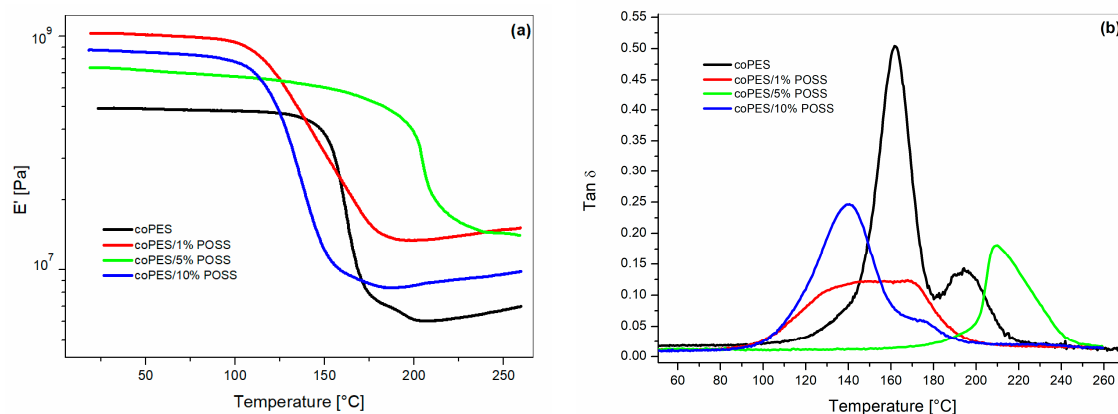 (a)
10⁹
10⁷
E' [Pa]
coPES
coPES/1% POSS
coPES/5% POSS
coPES/10% POSS
50
100
150
200
250
Temperature [°C]
(b)
0.55
0.50
0.45
0.40
0.35
0.30
0.25
0.20
0.15
0.10
0.05
0.00
Tan δ
coPES
coPES/1% POSS
coPES/5% POSS
coPES/10% POSS
60
80
100
120
140
160
180
200
220
240
260
Temperature [°C]